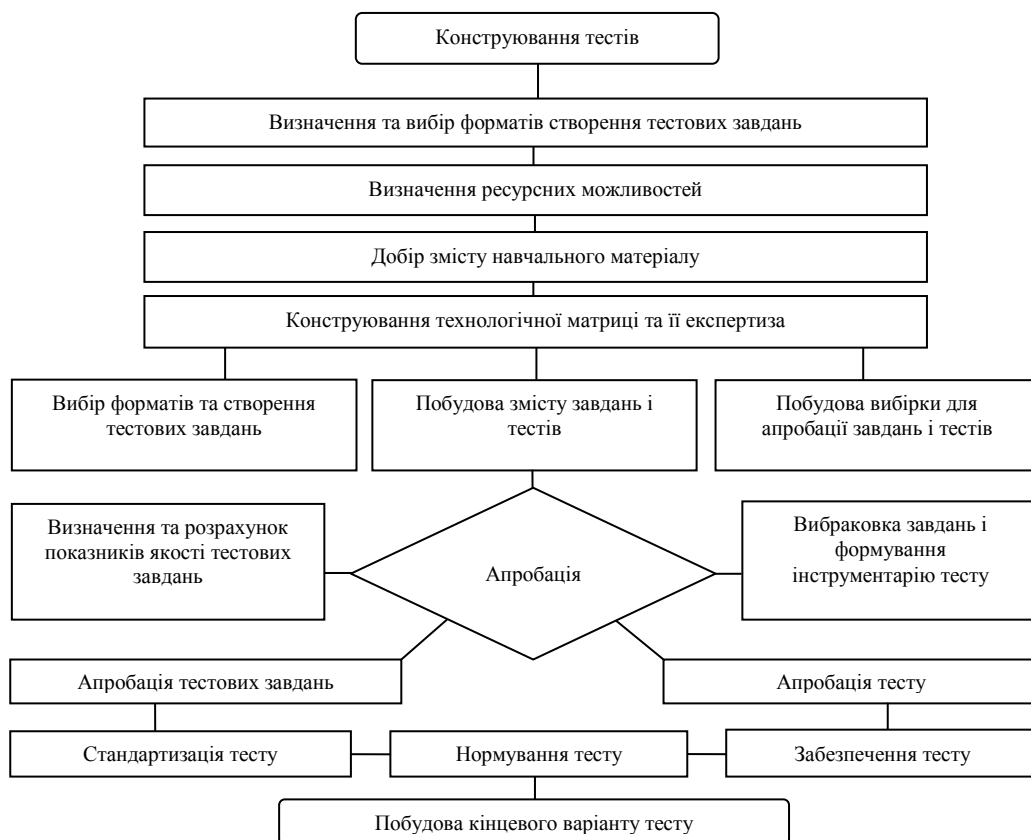 Конструювання тестів
Визначення та вибір форматів створення тестових завдань
Визначення ресурсних можливостей
Добір змісту навчального матеріалу
Конструювання технологічної матриці та її експертиза
Вибір форматів та створення
тестових завдань
Побудова змісту завдань і
тестів
Побудова вибірки для
апробації завдань і тестів
Визначення та розрахунок
показників якості тестових
завдань
Апробація
Вибраковка завдань і
формування
інструментарію тесту
Апробація тестових завдань
Апробація тесту
Стандартизація тесту
Нормування тесту
Забезпечення тесту
Побудова кінцевого варіанту тесту